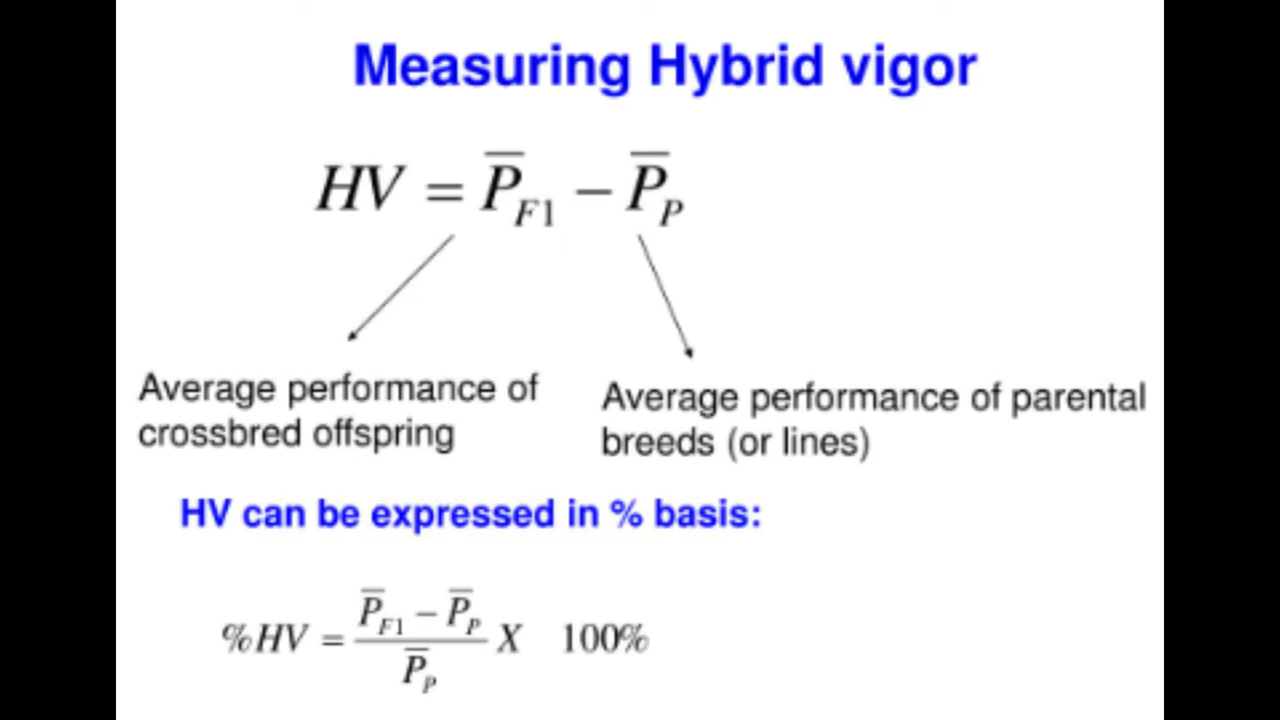 Measuring Hybrid vigor
HV = P̅F1 − P̅P
Average performance of
crossbred offspring
Average performance of parental
breeds (or lines)
HV can be expressed in % basis:
%HV = (P̅F1 − P̅P) / P̅P X 100%